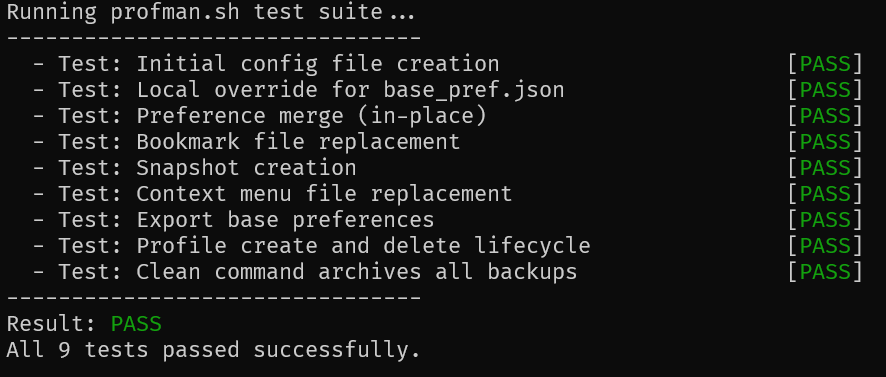 Running profman.sh test suite...
--------------------------------
  - Test: Initial config file creation                      [PASS]
  - Test: Local override for base_pref.json                 [PASS]
  - Test: Preference merge (in-place)                       [PASS]
  - Test: Bookmark file replacement                         [PASS]
  - Test: Snapshot creation                                 [PASS]
  - Test: Context menu file replacement                     [PASS]
  - Test: Export base preferences                           [PASS]
  - Test: Profile create and delete lifecycle               [PASS]
  - Test: Clean command archives all backups                [PASS]
--------------------------------
Result: PASS
All 9 tests passed successfully.